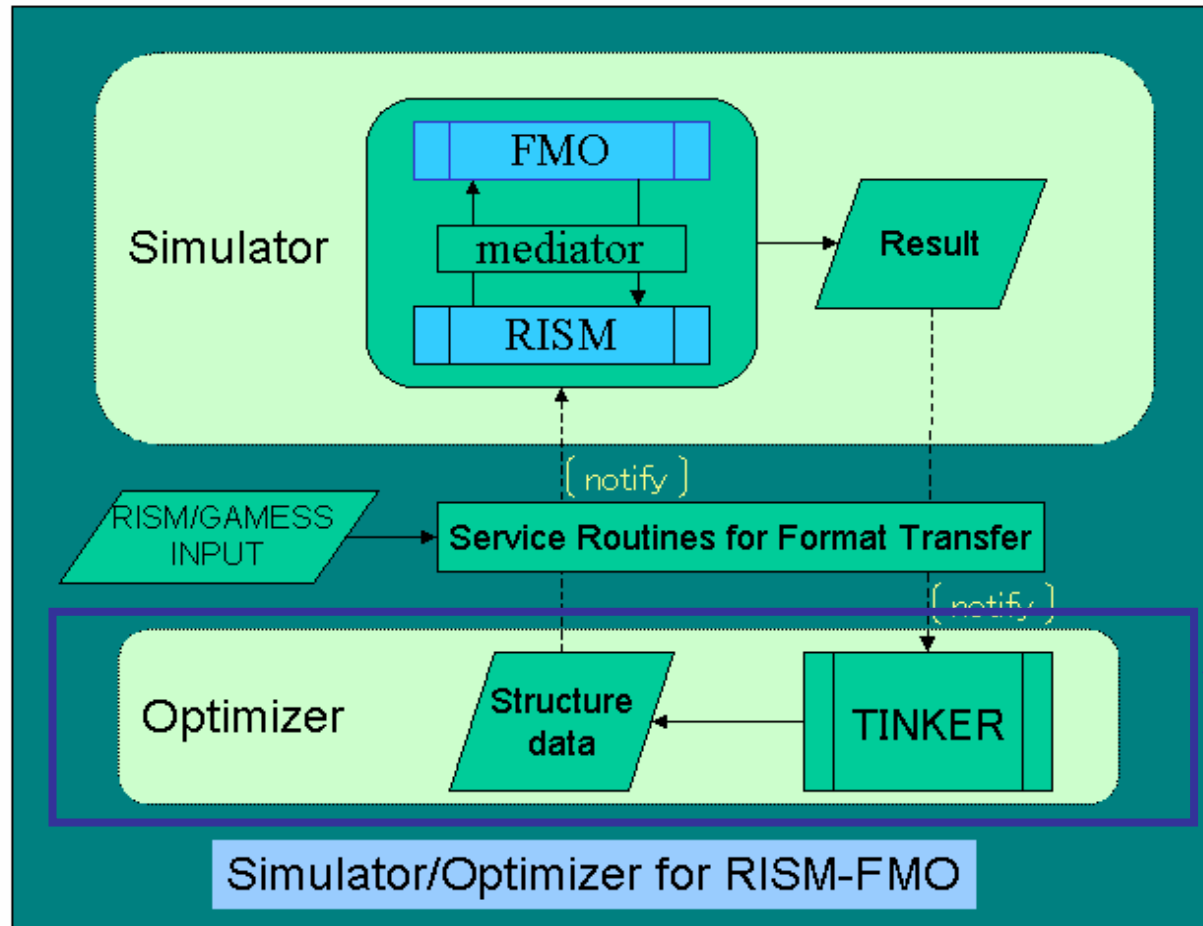 FMO
Simulator
mediator
Result
RISM
( notify )
RISM/GAMESS
INPUT
Service Routines for Format Transfer
( notify )
Optimizer
Structure
data
TINKER
Simulator/Optimizer for RISM-FMO